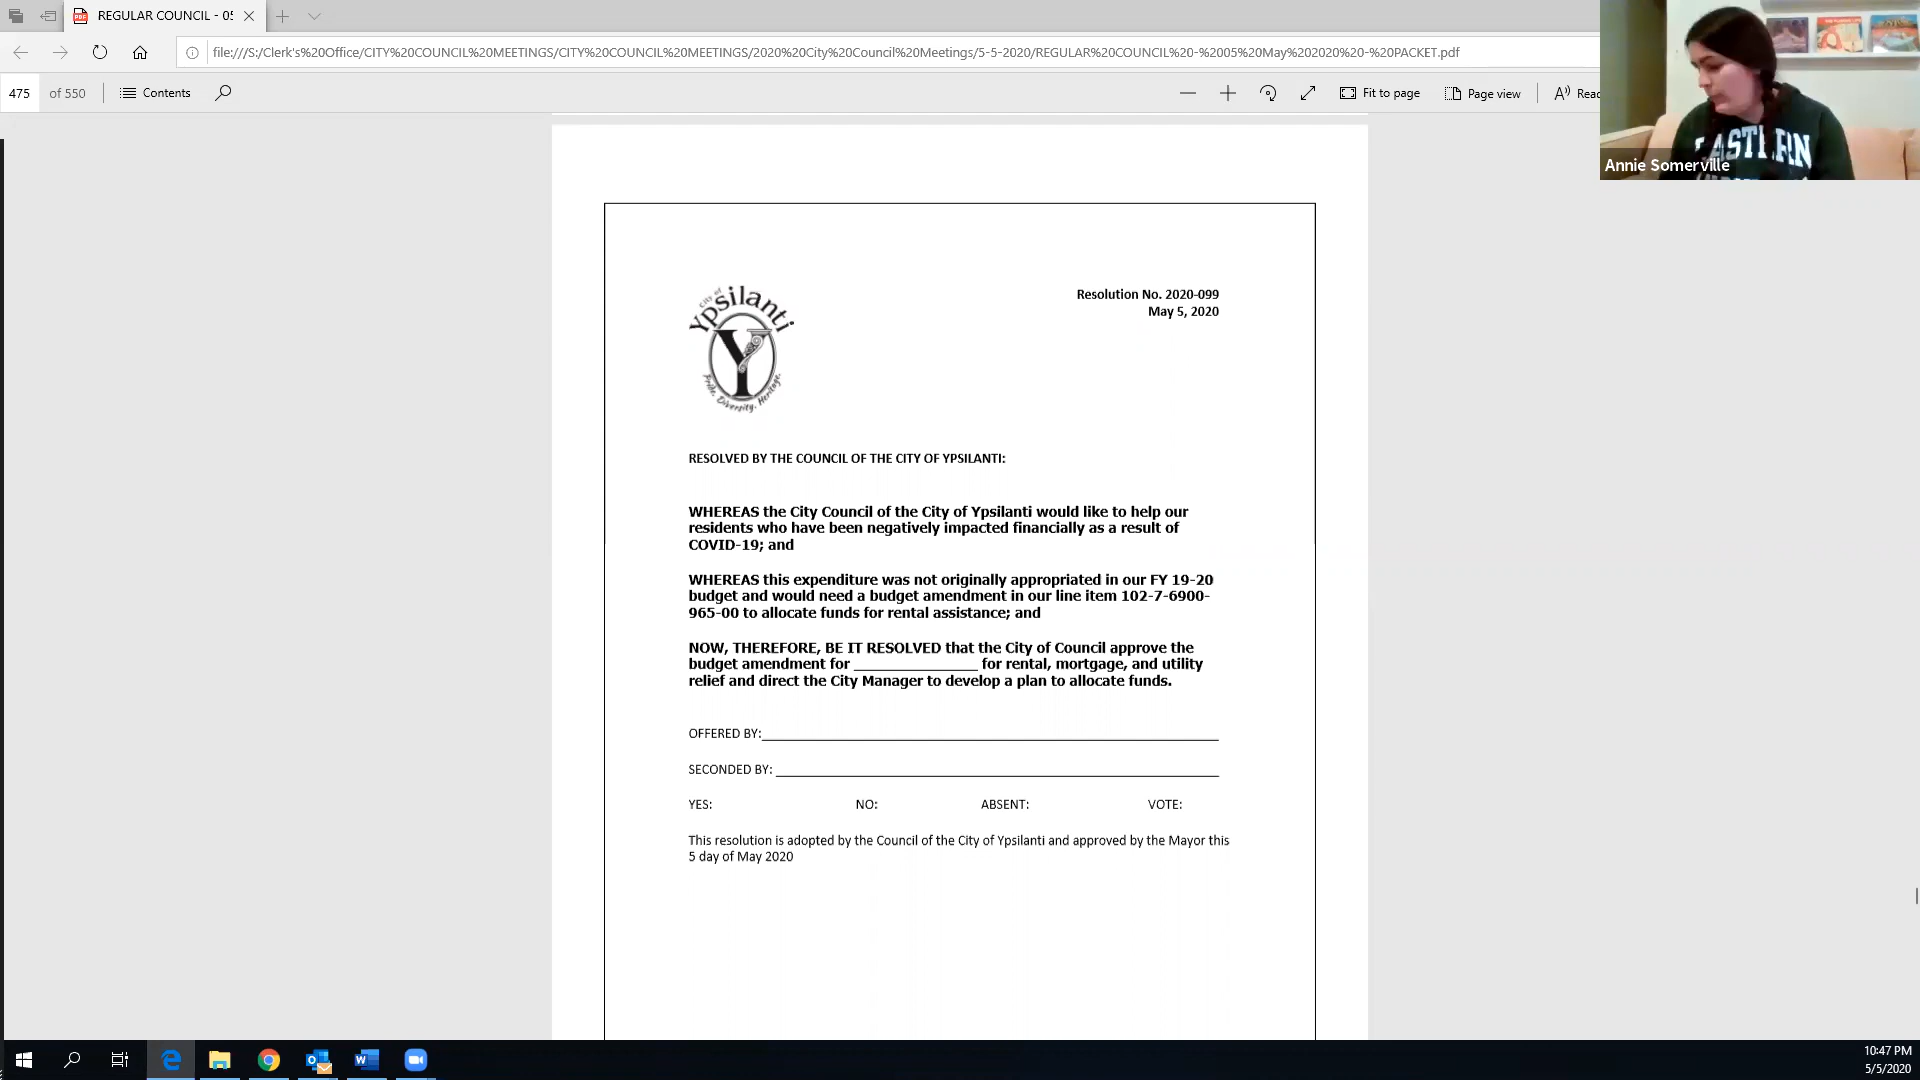 REGULAR COUNCIL - 05
file:///S:/Clerk's%20Office/CITY%20COUNCIL%20MEETINGS/CITY%20COUNCIL%20MEETINGS/2020%20City%20Council%20Meetings/5-5-2020/REGULAR%20COUNCIL%20-%2005%20May%202020%20-%20PACKET.pdf
475 of 550 Contents Fit to page Page view Read
EASTERN
Annie Somerville
city of
Ypsilanti
Y
Pride. Diversity. Heritage.
Resolution No. 2020-099
May 5, 2020
RESOLVED BY THE COUNCIL OF THE CITY OF YPSILANTI:
WHEREAS the City Council of the City of Ypsilanti would like to help our
residents who have been negatively impacted financially as a result of
COVID-19; and
WHEREAS this expenditure was not originally appropriated in our FY 19-20
budget and would need a budget amendment in our line item 102-7-6900-
965-00 to allocate funds for rental assistance; and
NOW, THEREFORE, BE IT RESOLVED that the City of Council approve the
budget amendment for ________________ for rental, mortgage, and utility
relief and direct the City Manager to develop a plan to allocate funds.
OFFERED BY:
SECONDED BY:
YES: NO: ABSENT: VOTE:
This resolution is adopted by the Council of the City of Ypsilanti and approved by the Mayor this
5 day of May 2020
10:47 PM
5/5/2020